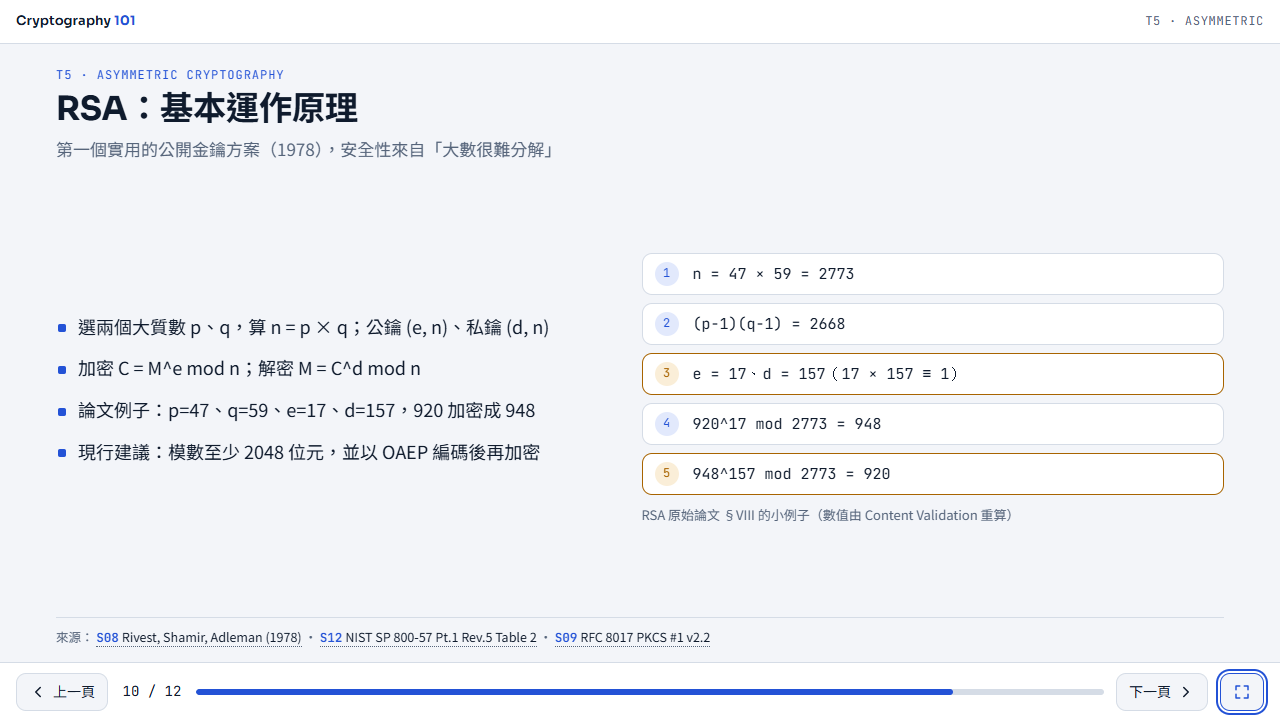 Cryptography 101
T5 · ASYMMETRIC
T5 · ASYMMETRIC CRYPTOGRAPHY
RSA：基本運作原理
第一個實用的公開金鑰方案（1978），安全性來自「大數很難分解」
選兩個大質數 p、q，算 n = p × q；公鑰 (e, n)、私鑰 (d, n)
加密 C = M^e mod n；解密 M = C^d mod n
論文例子：p=47、q=59、e=17、d=157，920 加密成 948
現行建議：模數至少 2048 位元，並以 OAEP 編碼後再加密
1 n = 47 × 59 = 2773
2 (p-1)(q-1) = 2668
3 e = 17、d = 157（17 × 157 ≡ 1）
4 920^17 mod 2773 = 948
5 948^157 mod 2773 = 920
RSA 原始論文 §VIII 的小例子（數值由 Content Validation 重算）
來源： S08 Rivest, Shamir, Adleman (1978) · S12 NIST SP 800-57 Pt.1 Rev.5 Table 2 · S09 RFC 8017 PKCS #1 v2.2
上一頁
10 / 12
下一頁